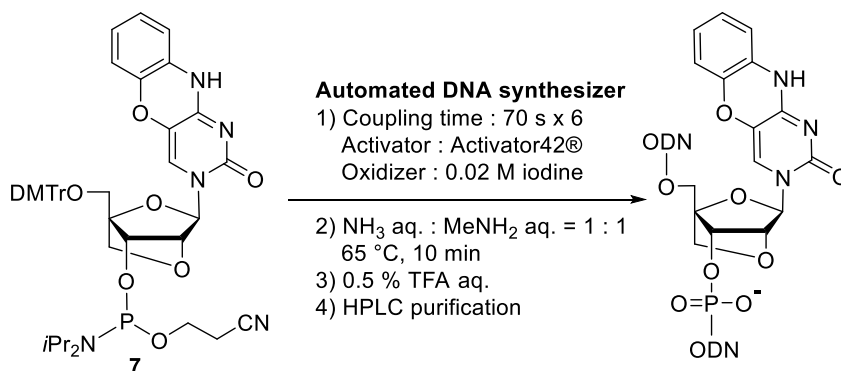 NH
O
N
N
O
DMTrO
O
O
O
P
iPr₂N
O
CN
7
Automated DNA synthesizer
1) Coupling time : 70 s x 6
Activator : Activator42®
Oxidizer : 0.02 M iodine
2) NH₃ aq. : MeNH₂ aq. = 1 : 1
65 °C, 10 min
3) 0.5 % TFA aq.
4) HPLC purification
NH
O
N
ODN
N
O
O
O
O
O
O=P-O⁻
ODN